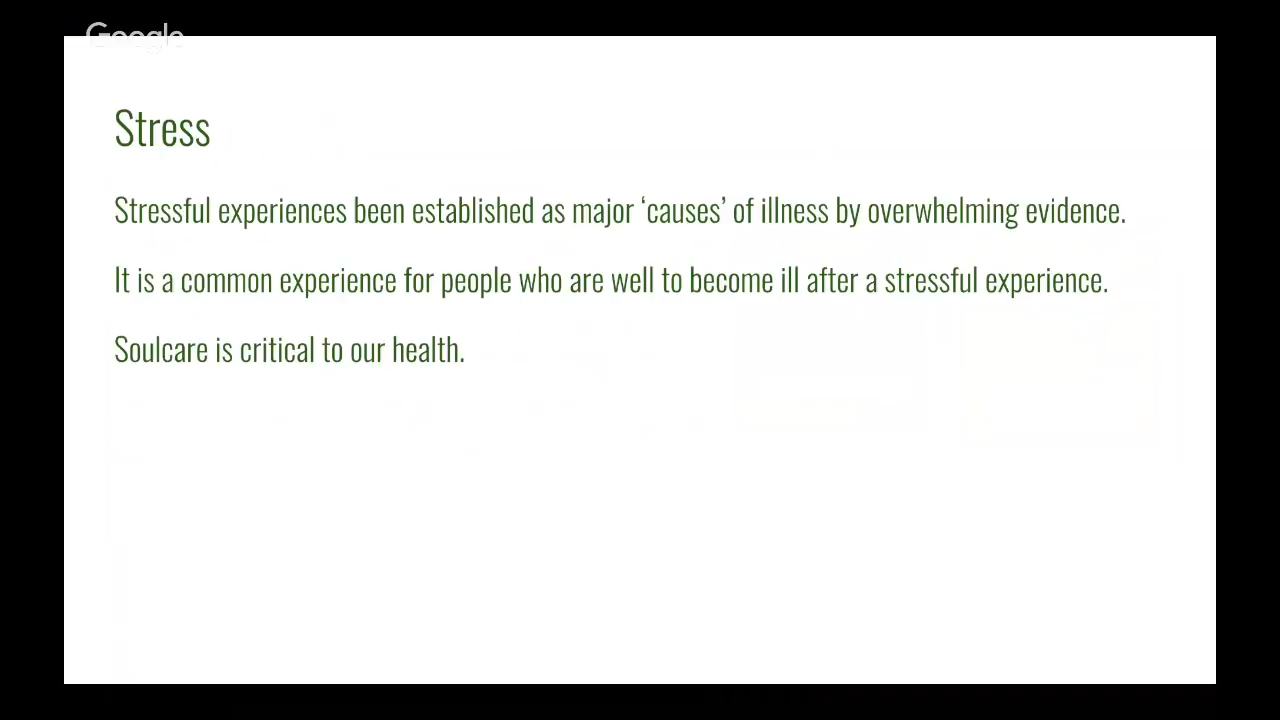 Google
Stress
Stressful experiences been established as major ‘causes’ of illness by overwhelming evidence.
It is a common experience for people who are well to become ill after a stressful experience.
Soulcare is critical to our health.